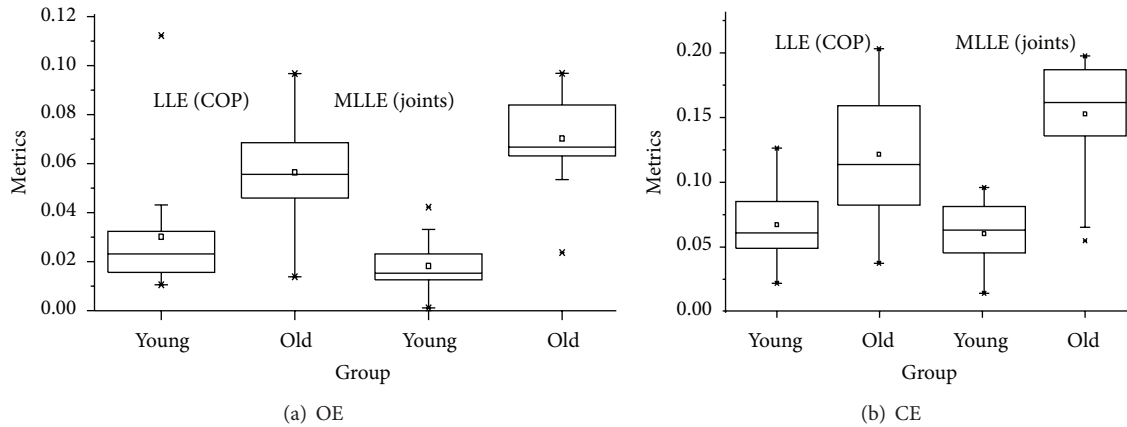 0.12
0.10
0.08
0.06
0.04
0.02
0.00
Metrics
LLE (COP)
MLLE (joints)
Young
Old
Young
Old
Group
(a) OE
0.20
0.15
0.10
0.05
0.00
Metrics
LLE (COP)
MLLE (joints)
Young
Old
Young
Old
Group
(b) CE